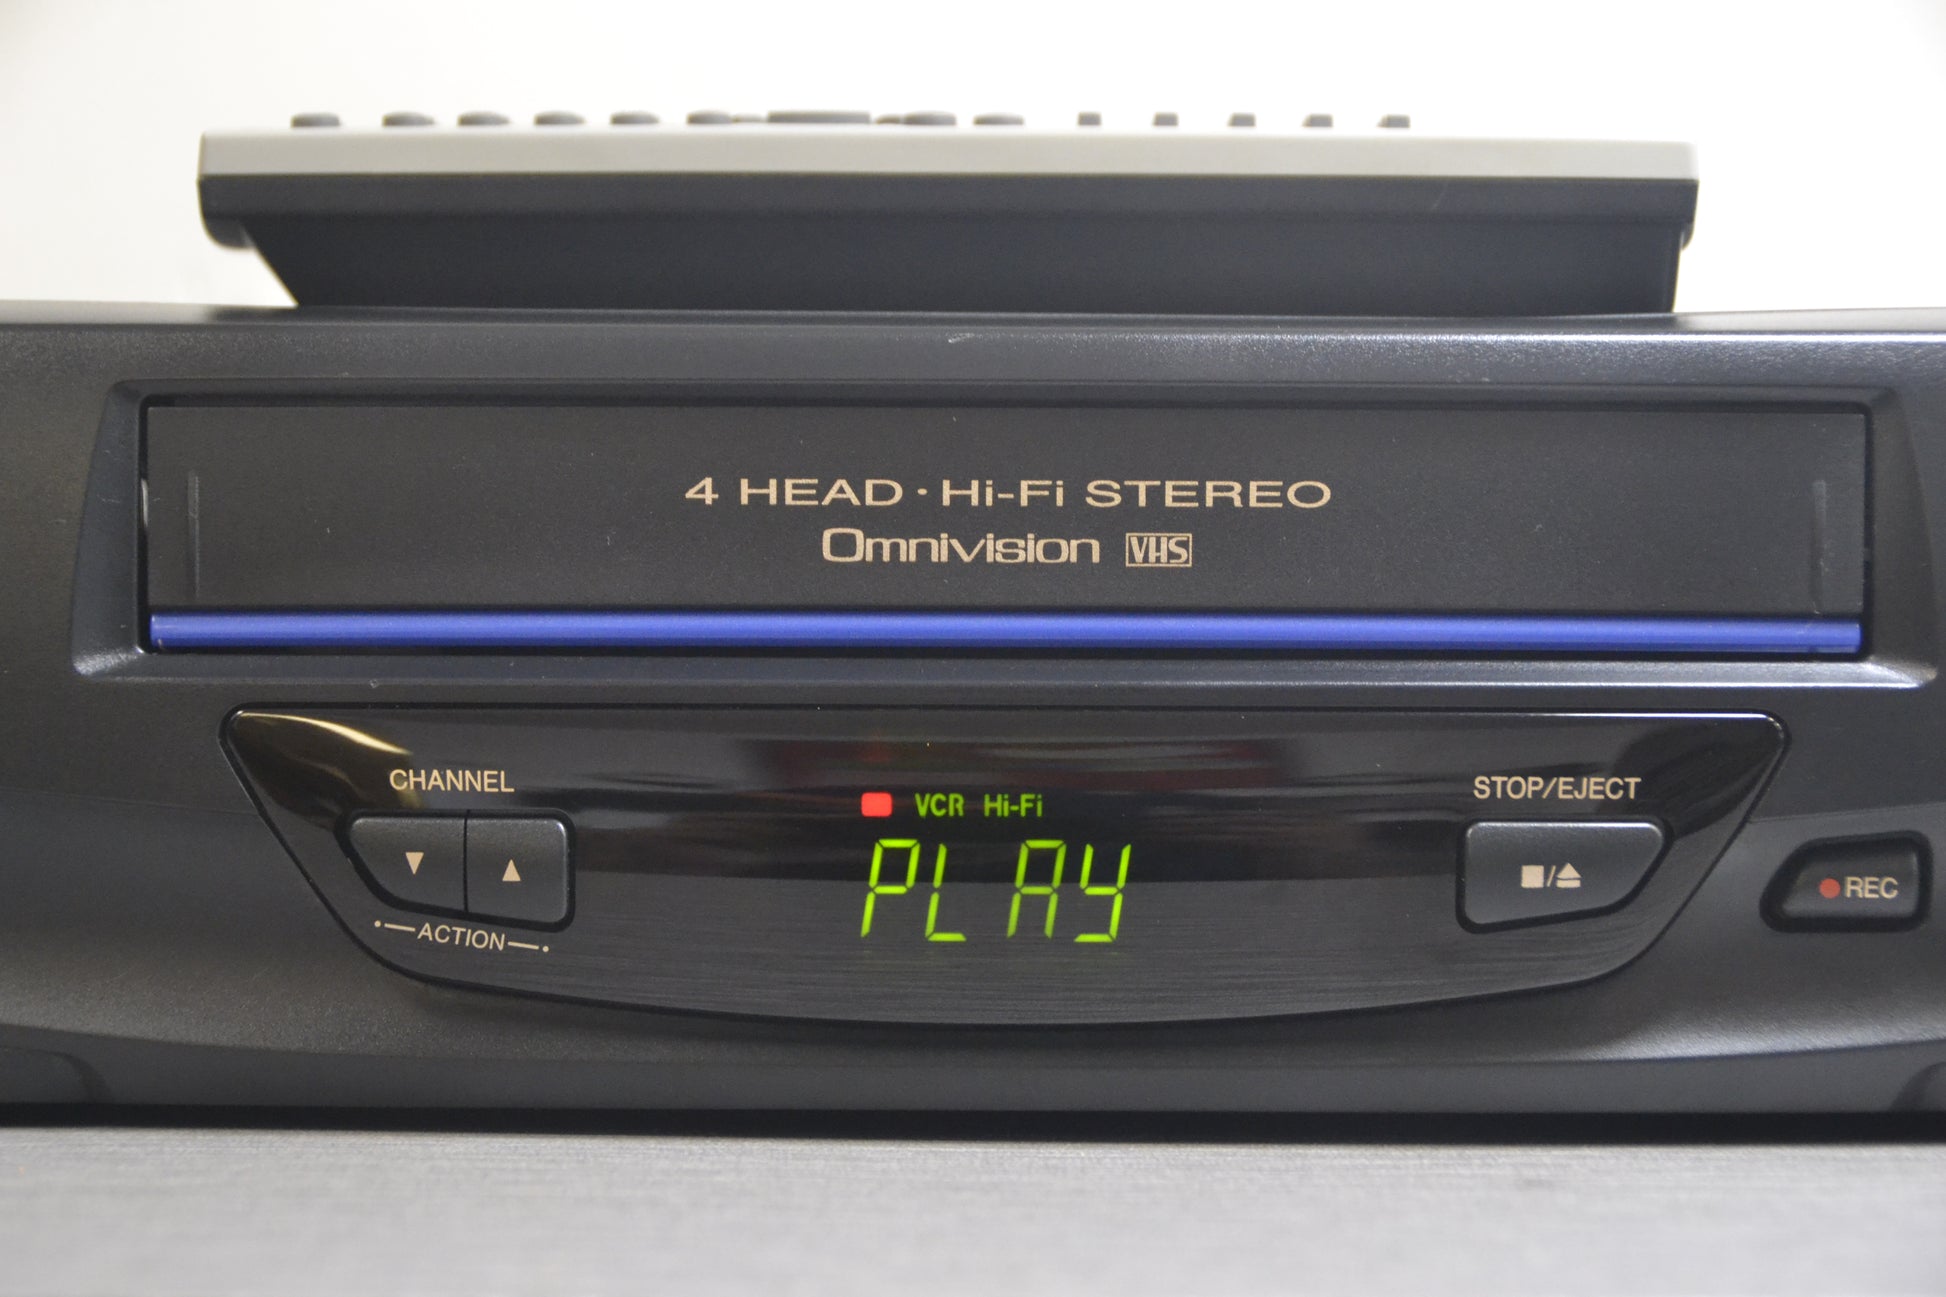 4 HEAD • Hi-Fi STEREO
Omnivision VHS
CHANNEL
ACTION
VCR Hi-Fi
PLAY
STOP/EJECT
REC